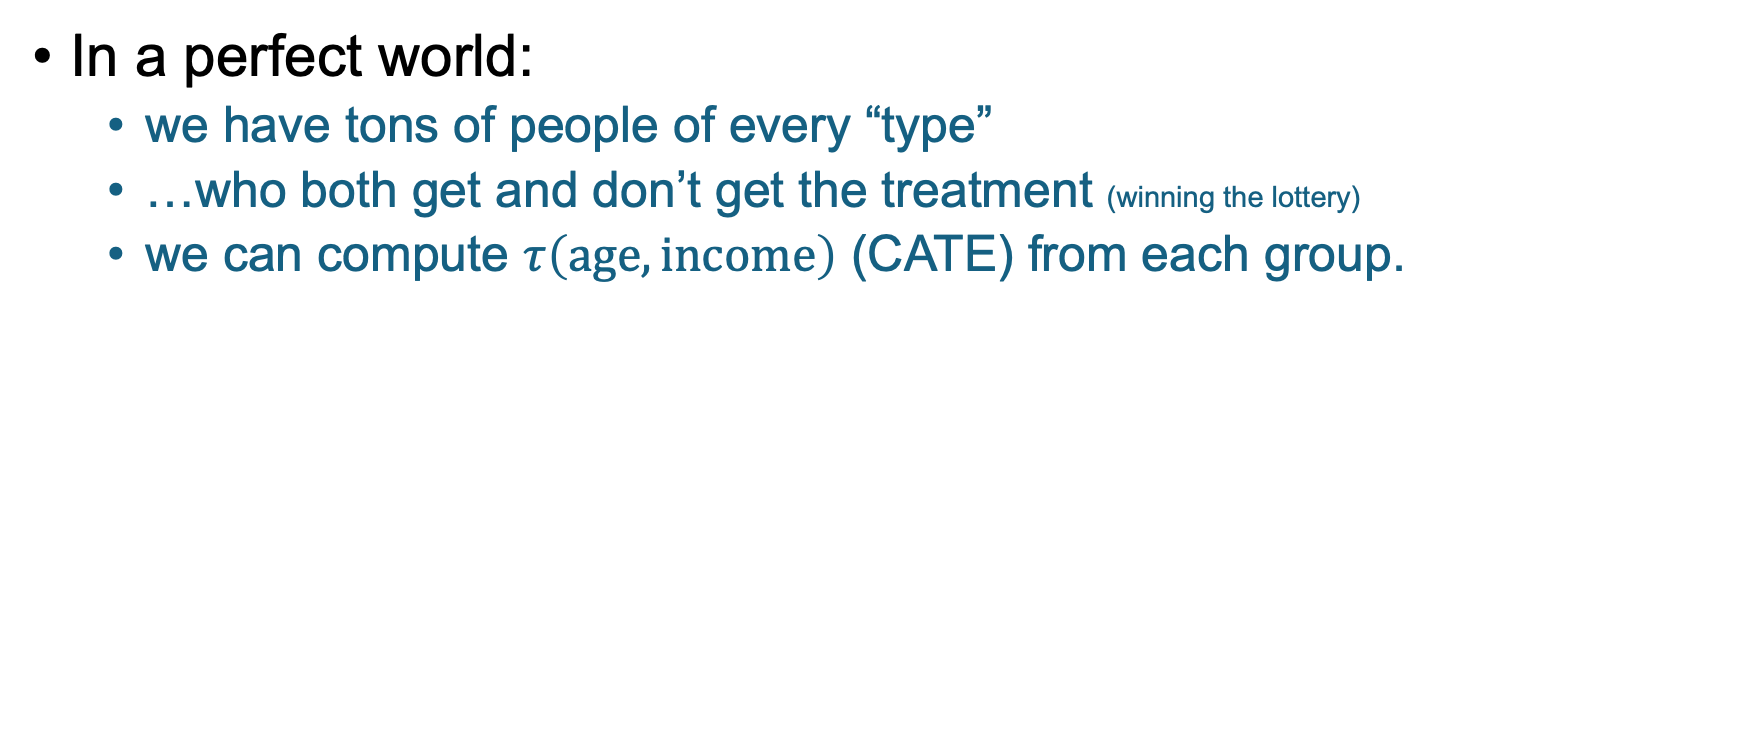 • In a perfect world:
• we have tons of people of every “type”
• …who both get and don’t get the treatment (winning the lottery)
• we can compute τ(age, income) (CATE) from each group.